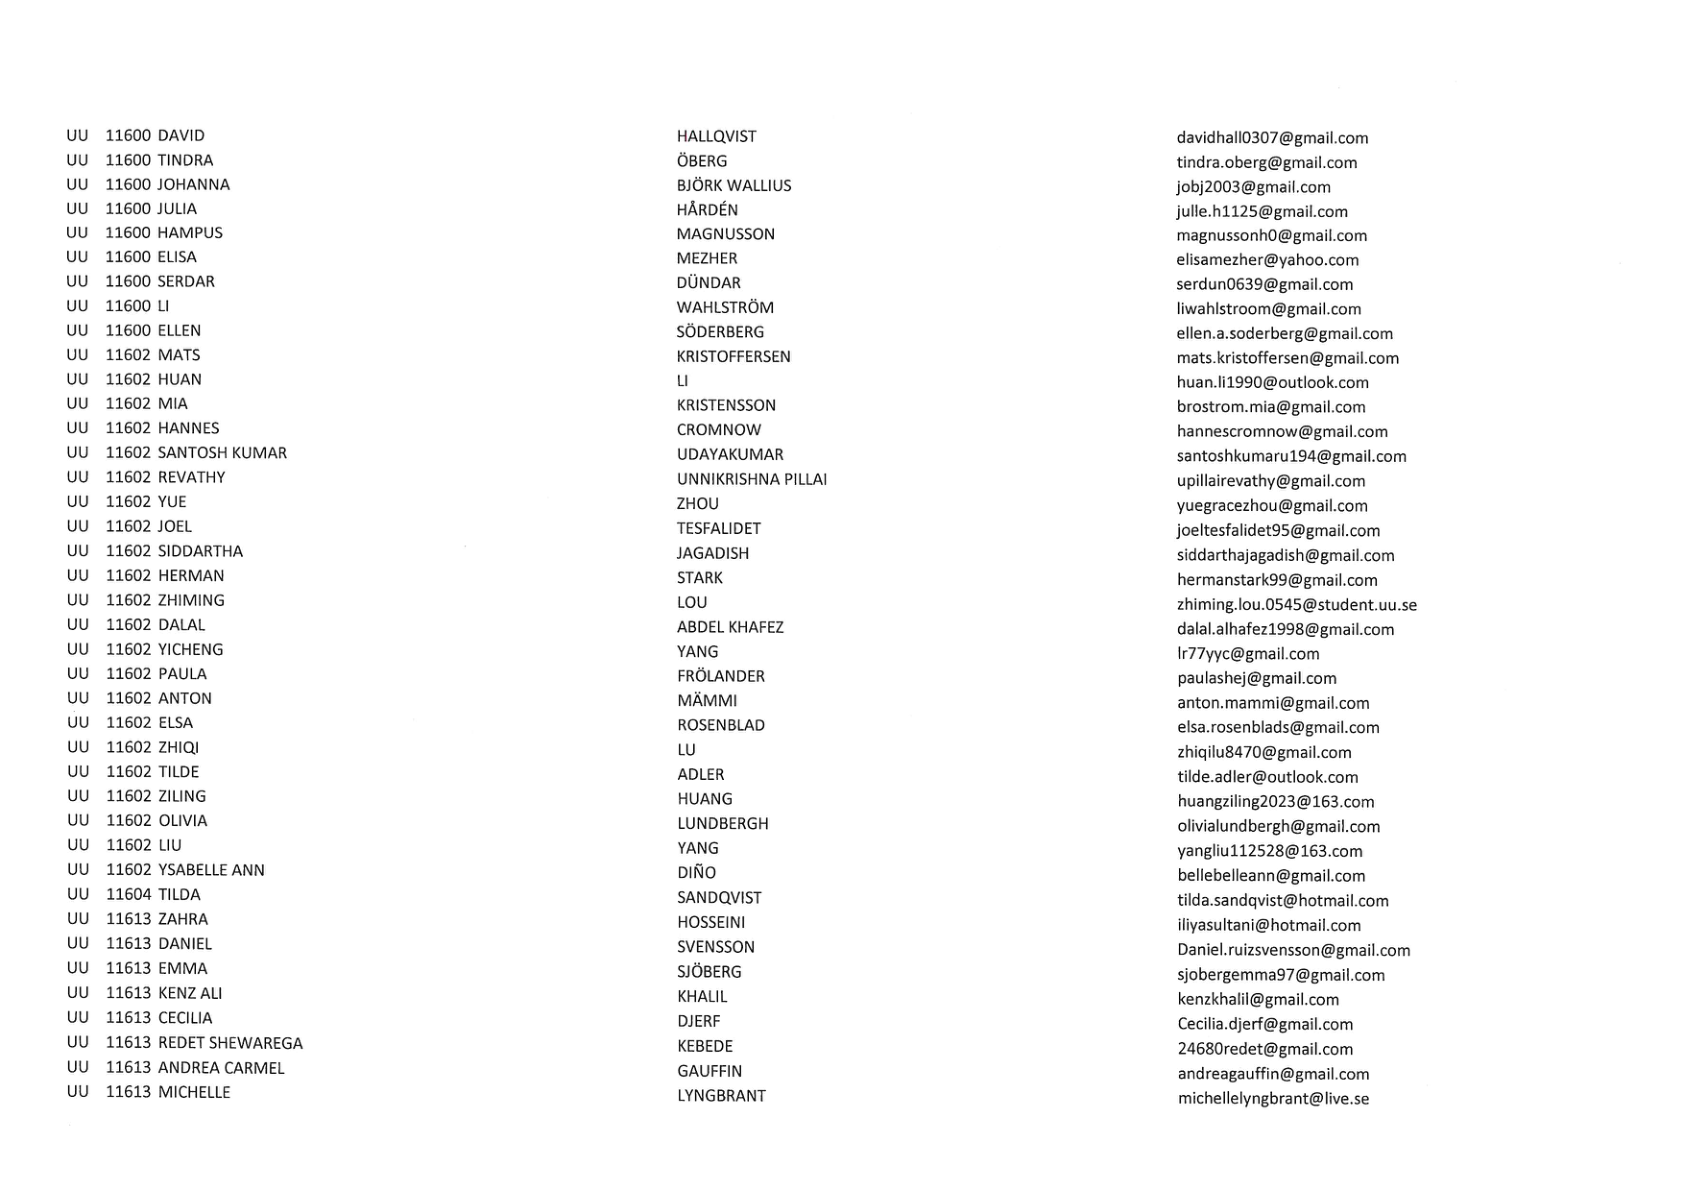 UU 11600 DAVID HALLQVIST davidhall0307@gmail.com
UU 11600 TINDRA ÖBERG tindra.oberg@gmail.com
UU 11600 JOHANNA BJÖRK WALLIUS jobj2003@gmail.com
UU 11600 JULIA HÅRDÉN julle.h1125@gmail.com
UU 11600 HAMPUS MAGNUSSON magnussonh0@gmail.com
UU 11600 ELISA MEZHER elisamezher@yahoo.com
UU 11600 SERDAR DÜNDAR serdun0639@gmail.com
UU 11600 LI WAHLSTRÖM liwahlstroom@gmail.com
UU 11600 ELLEN SÖDERBERG ellen.a.soderberg@gmail.com
UU 11602 MATS KRISTOFFERSEN mats.kristoffersen@gmail.com
UU 11602 HUAN LI huan.li1990@outlook.com
UU 11602 MIA KRISTENSSON brostrom.mia@gmail.com
UU 11602 HANNES CROMNOW hannescromnow@gmail.com
UU 11602 SANTOSH KUMAR UDAYAKUMAR santoshkumaru194@gmail.com
UU 11602 REVATHY UNNIKRISHNA PILLAI upillairevathy@gmail.com
UU 11602 YUE ZHOU yuegracezhou@gmail.com
UU 11602 JOEL TESFALIDET joeltesfalidet95@gmail.com
UU 11602 SIDDARTHA JAGADISH siddarthajagadish@gmail.com
UU 11602 HERMAN STARK hermanstark99@gmail.com
UU 11602 ZHIMING LOU zhiming.lou.0545@student.uu.se
UU 11602 DALAL ABDEL KHAFEZ dalal.alhafez1998@gmail.com
UU 11602 YICHENG YANG lr77yyc@gmail.com
UU 11602 PAULA FRÖLANDER paulashej@gmail.com
UU 11602 ANTON MÄMMI anton.mammi@gmail.com
UU 11602 ELSA ROSENBLAD elsa.rosenblads@gmail.com
UU 11602 ZHIQI LU zhiqilu8470@gmail.com
UU 11602 TILDE ADLER tilde.adler@outlook.com
UU 11602 ZILING HUANG huangziling2023@163.com
UU 11602 OLIVIA LUNDBERGH olivialundbergh@gmail.com
UU 11602 LIU YANG yangliu112528@163.com
UU 11602 YSABELLE ANN DIÑO bellebelleann@gmail.com
UU 11604 TILDA SANDQVIST tilda.sandqvist@hotmail.com
UU 11613 ZAHRA HOSSEINI iliyasultani@hotmail.com
UU 11613 DANIEL SVENSSON Daniel.ruizsvensson@gmail.com
UU 11613 EMMA SJÖBERG sjobergemma97@gmail.com
UU 11613 KENZ ALI KHALIL kenzkhalil@gmail.com
UU 11613 CECILIA DJERF Cecilia.djerf@gmail.com
UU 11613 REDET SHEWAREGA KEBEDE 24680redet@gmail.com
UU 11613 ANDREA CARMEL GAUFFIN andreagauffin@gmail.com
UU 11613 MICHELLE LYNGBRANT michellelyngbrant@live.se